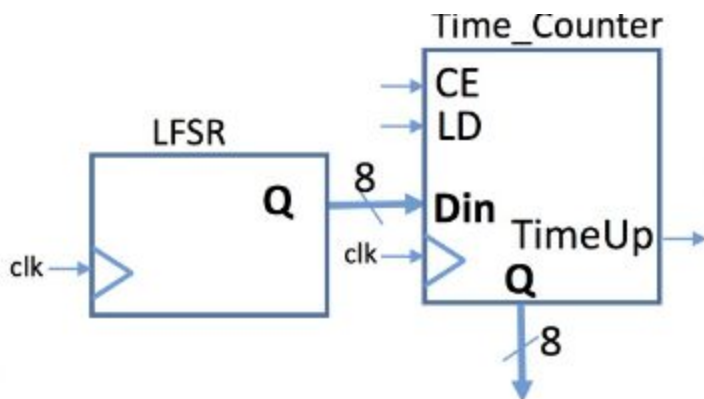 Time_Counter
CE
LFSR
LD
8
Q
Din
clk
TimeUp
clk
Q
8